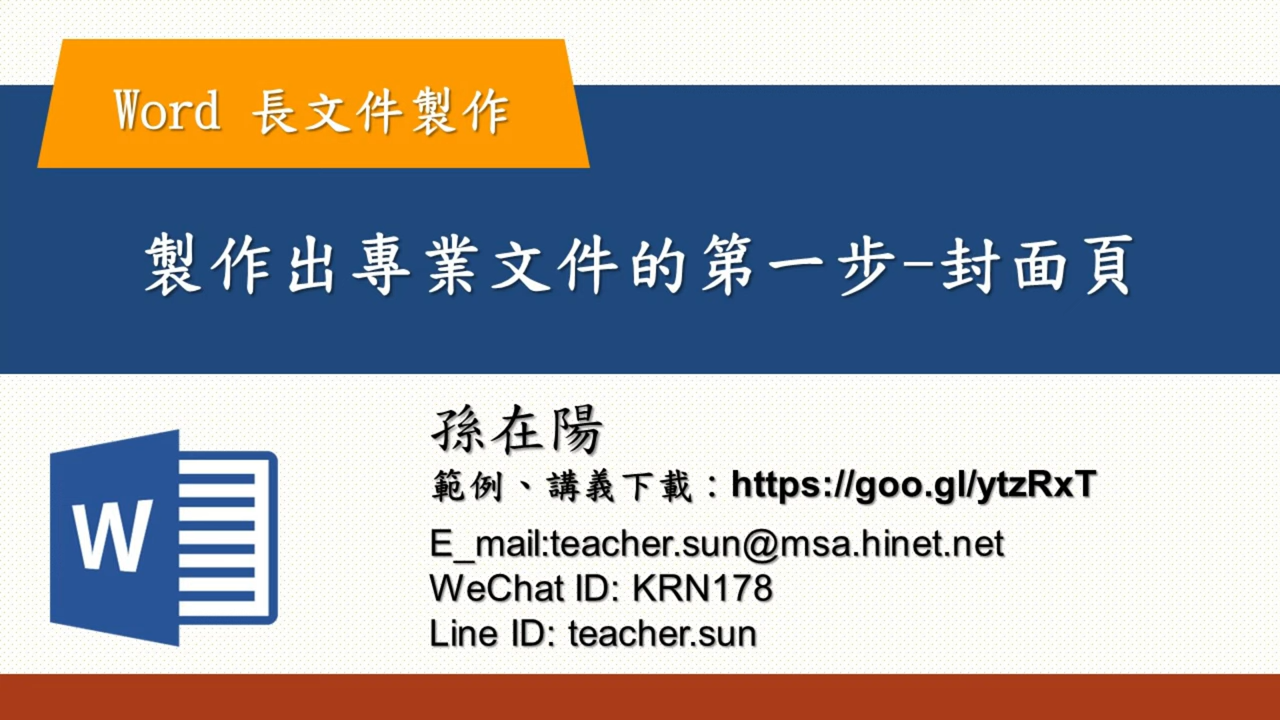 Word 長文件製作
製作出專業文件的第一步-封面頁
W
孫在陽
範例、講義下載：https://goo.gl/ytzRxT
E_mail:teacher.sun@msa.hinet.net
WeChat ID: KRN178
Line ID: teacher.sun